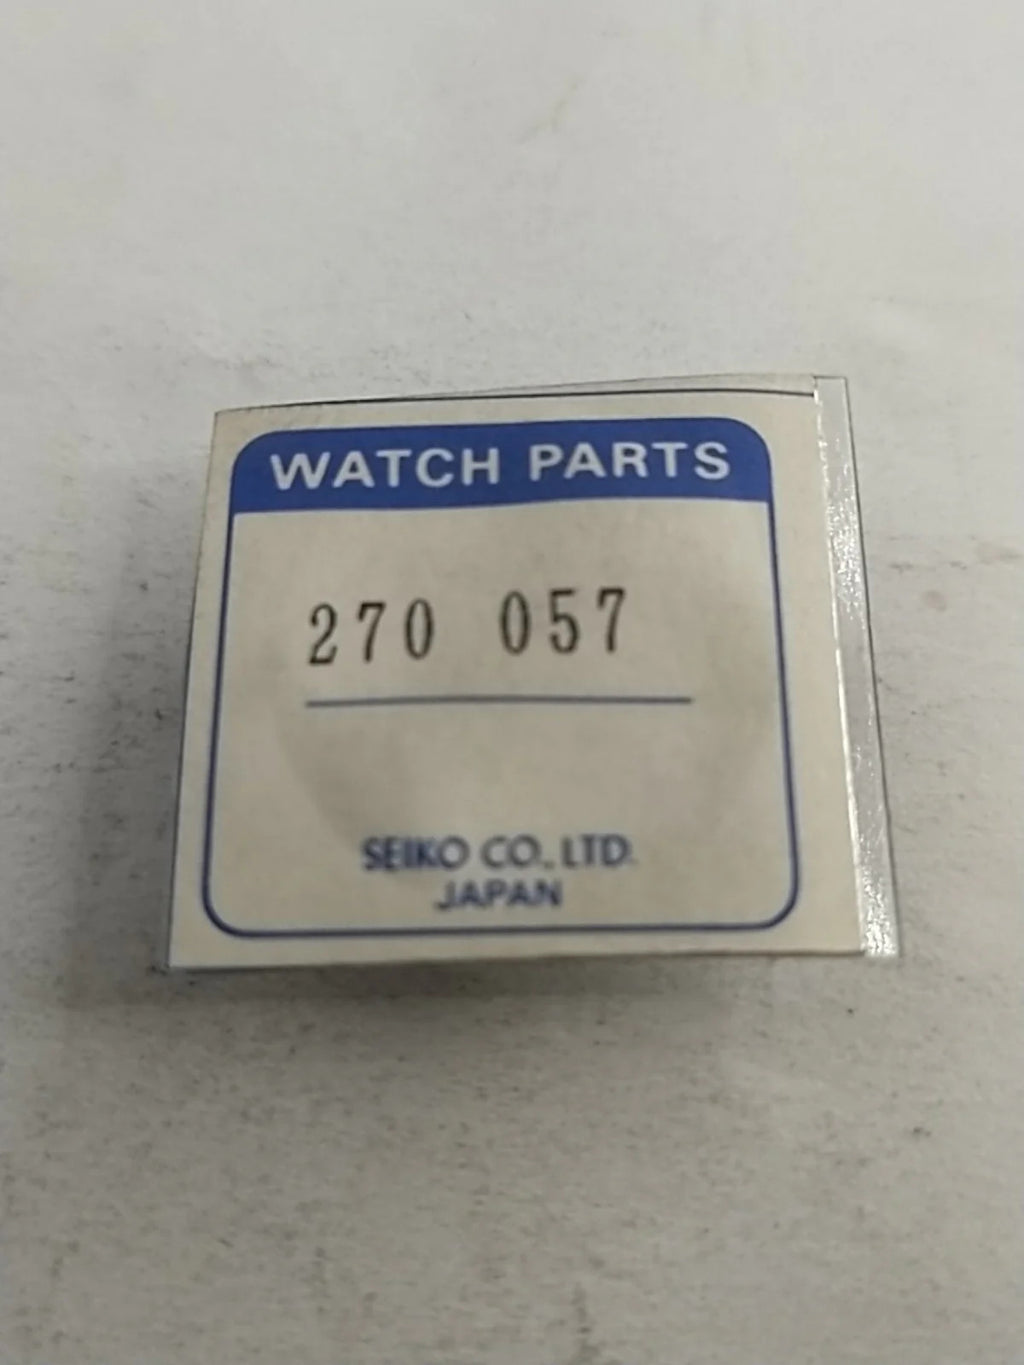 WATCH PARTS
270 057
SEIKO CO., LTD.
JAPAN